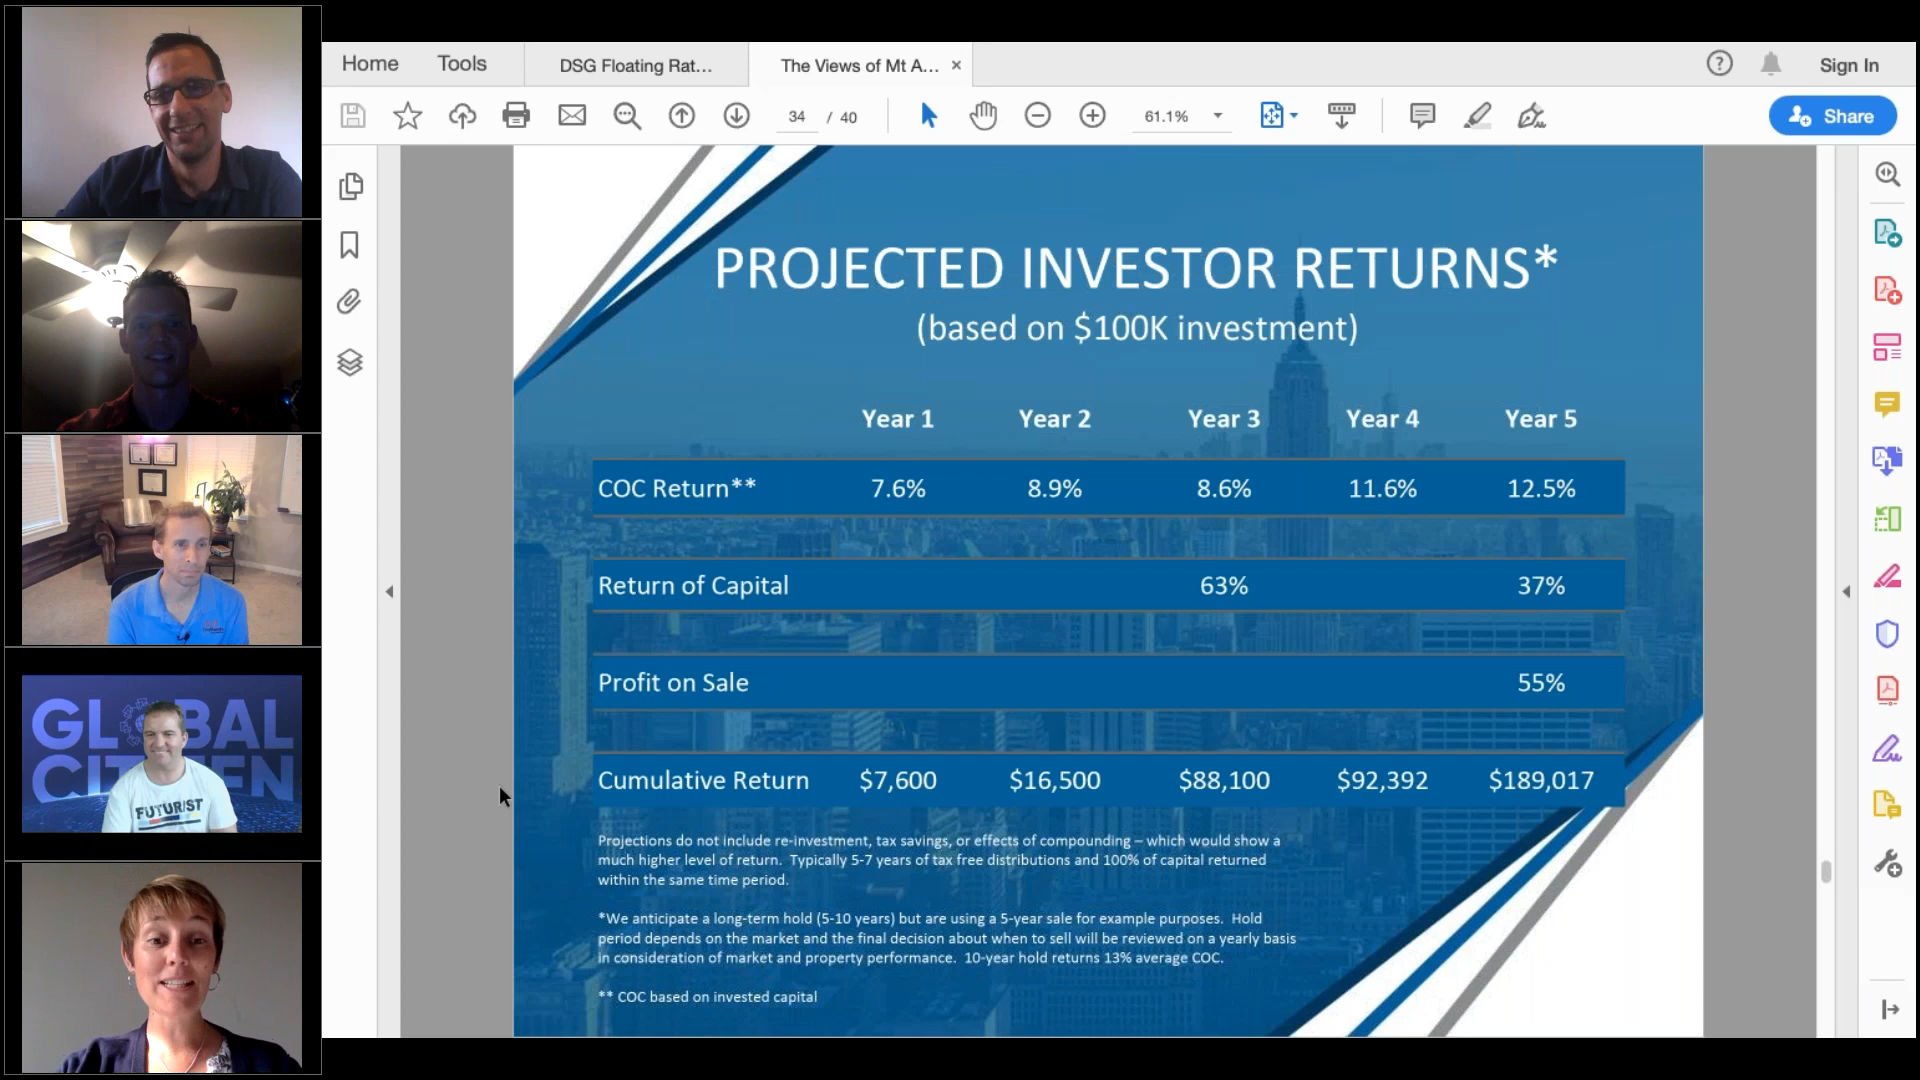 Home Tools DSG Floating Rat... The Views of Mt A... Sign In
34 / 40 61.1% Share
PROJECTED INVESTOR RETURNS*
(based on $100K investment)
Year 1 Year 2 Year 3 Year 4 Year 5
COC Return** 7.6% 8.9% 8.6% 11.6% 12.5%
Return of Capital 63% 37%
Profit on Sale 55%
Cumulative Return $7,600 $16,500 $88,100 $92,392 $189,017
Projections do not include re-investment, tax savings, or effects of compounding – which would show a
much higher level of return. Typically 5-7 years of tax free distributions and 100% of capital returned
within the same time period.
*We anticipate a long-term hold (5-10 years) but are using a 5-year sale for example purposes. Hold
period depends on the market and the final decision about when to sell will be reviewed on a yearly basis
in consideration of market and property performance. 10-year hold returns 13% average COC.
** COC based on invested capital
GLOBAL
FUTURIST